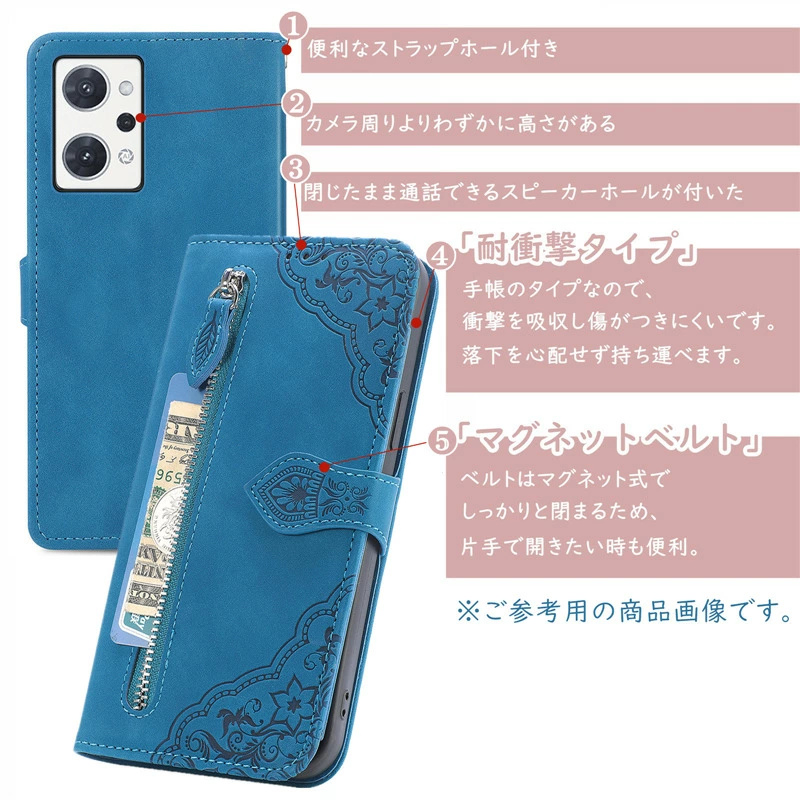 ①便利なストラップホール付き
②カメラ周りよりわずかに高さがある
③閉じたまま通話できるスピーカーホールが付いた
④「耐衝撃タイプ」
手帳のタイプなので、
衝撃を吸収し傷がつきにくいです。
落下を心配せず持ち運べます。
⑤「マグネットベルト」
ベルトはマグネット式で
しっかりと閉まるため、
片手で開きたい時も便利。
※ご参考用の商品画像です。
AI